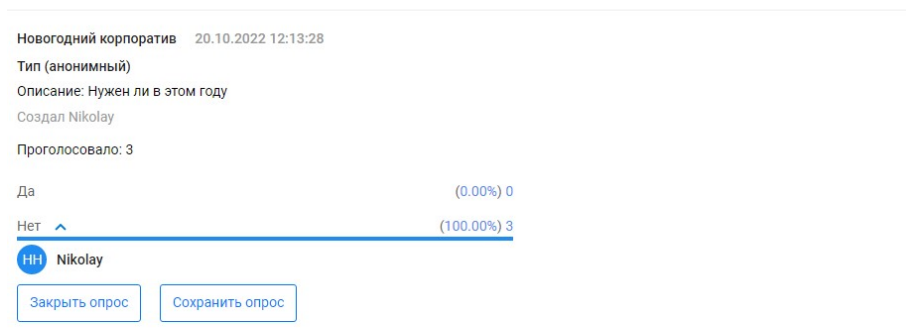 Новогодний корпоратив 20.10.2022 12:13:28
Тип (анонимный)
Описание: Нужен ли в этом году
Создал Nikolay
Проголосовало: 3
Да (0.00%) 0
Нет (100.00%) 3
НН Nikolay
Закрыть опрос Сохранить опрос